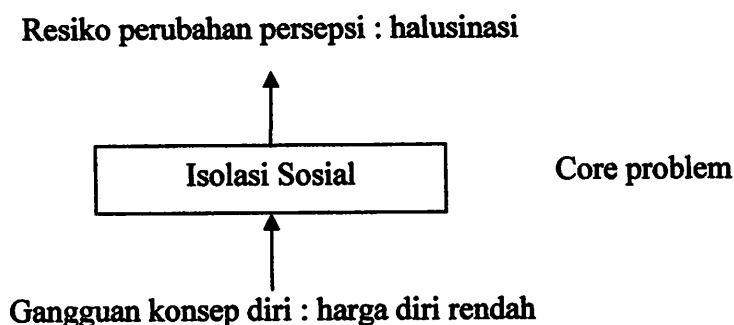 Resiko perubahan persepsi : halusinasi
Isolasi Sosial
Core problem
Gangguan konsep diri : harga diri rendah